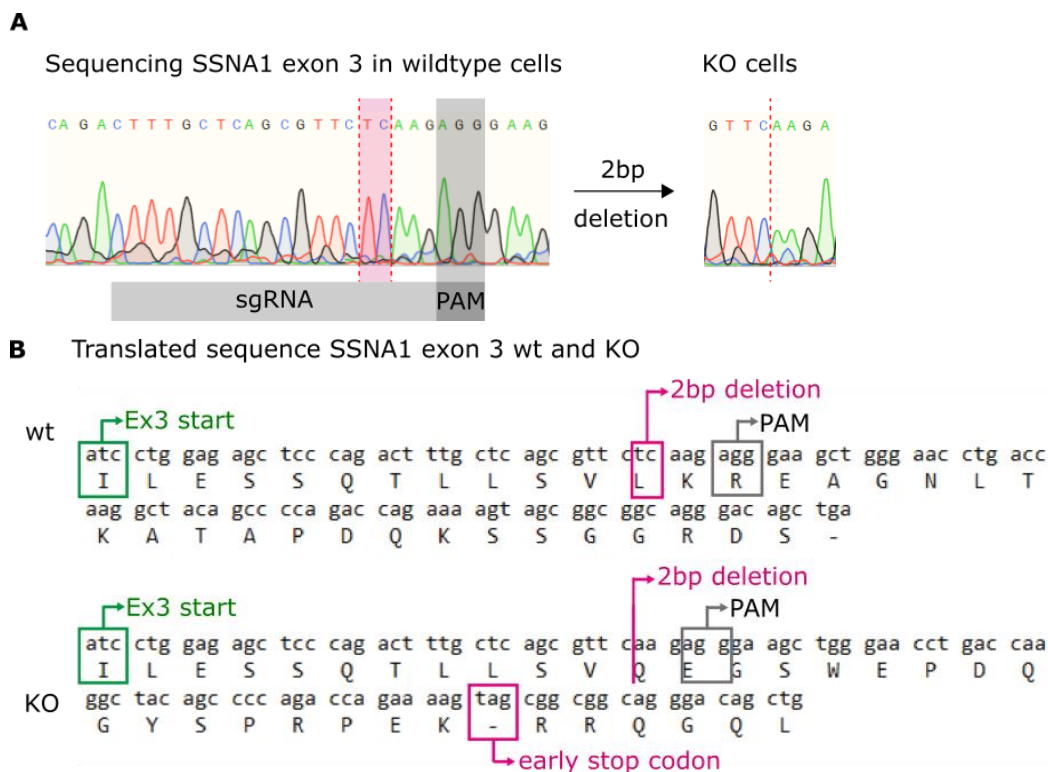 A
Sequencing SSNA1 exon 3 in wildtype cells
KO cells
CAGACTTTGCTCAGCGTTCTCAAGAGGGAAG
GTTCAAGA
2bp
deletion
sgRNA
PAM
B Translated sequence SSNA1 exon 3 wt and KO
2bp deletion
Ex3 start
PAM
wt
atc ctg gag agc tcc cag act ttg ctc agc gtt ctc aag agg gaa gct ggg aac ctg acc
I L E S S Q T L L S V L K R E A G N L T
aag gct aca gcc cca gac cag aaa agt agc ggc ggc agg gac agc tga
K A T A P D Q K S S G G R D S -
2bp deletion
Ex3 start
PAM
atc ctg gag agc tcc cag act ttg ctc agc gtt caa gag gga agc tgg gaa cct gac caa
I L E S S Q T L L S V Q E G S W E P D Q
KO
ggc tac agc ccc aga cca gaa aag tag cgg cgg cag gga cag ctg
G Y S P R P E K - R R Q G Q L
early stop codon